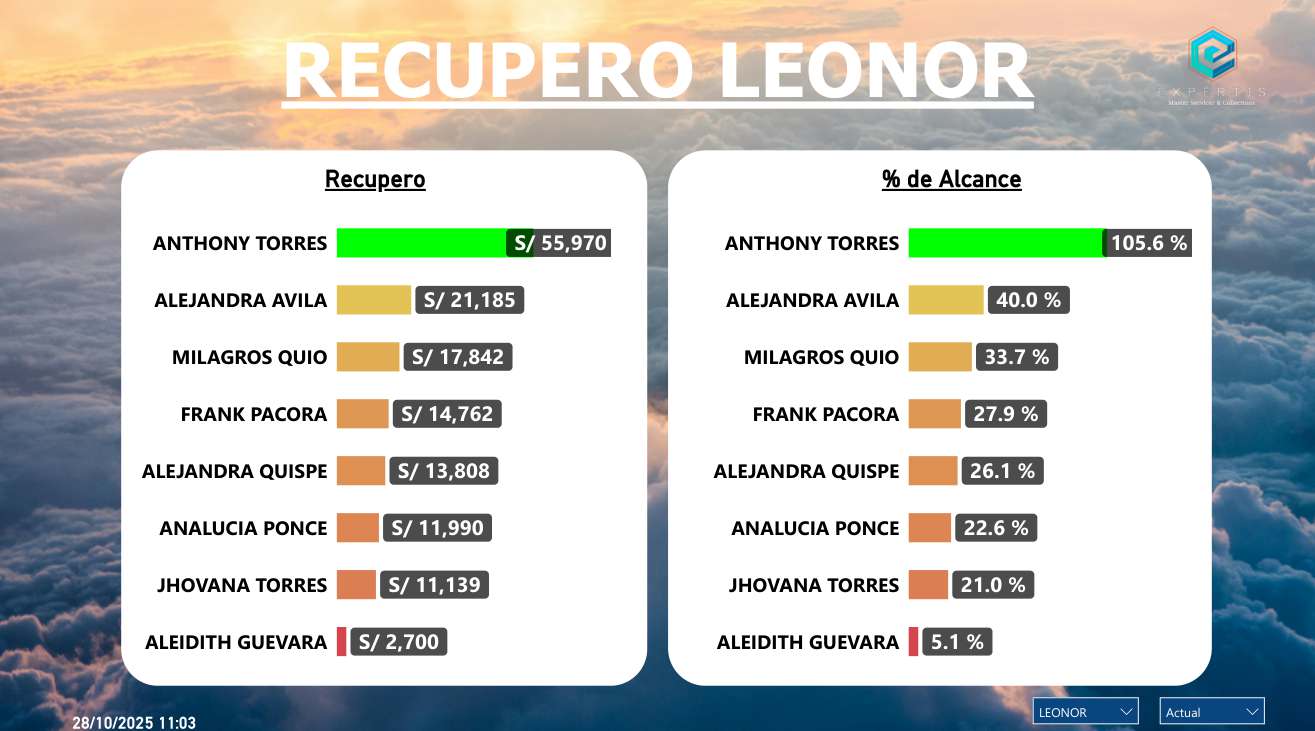 RECUPERO LEONOR
EXPERTIS
Master Servicer & Collections
Recupero
ANTHONY TORRES S/ 55,970
ALEJANDRA AVILA S/ 21,185
MILAGROS QUIO S/ 17,842
FRANK PACORA S/ 14,762
ALEJANDRA QUISPE S/ 13,808
ANALUCIA PONCE S/ 11,990
JHOVANA TORRES S/ 11,139
ALEIDITH GUEVARA S/ 2,700
% de Alcance
ANTHONY TORRES 105.6 %
ALEJANDRA AVILA 40.0 %
MILAGROS QUIO 33.7 %
FRANK PACORA 27.9 %
ALEJANDRA QUISPE 26.1 %
ANALUCIA PONCE 22.6 %
JHOVANA TORRES 21.0 %
ALEIDITH GUEVARA 5.1 %
28/10/2025 11:03
LEONOR
Actual